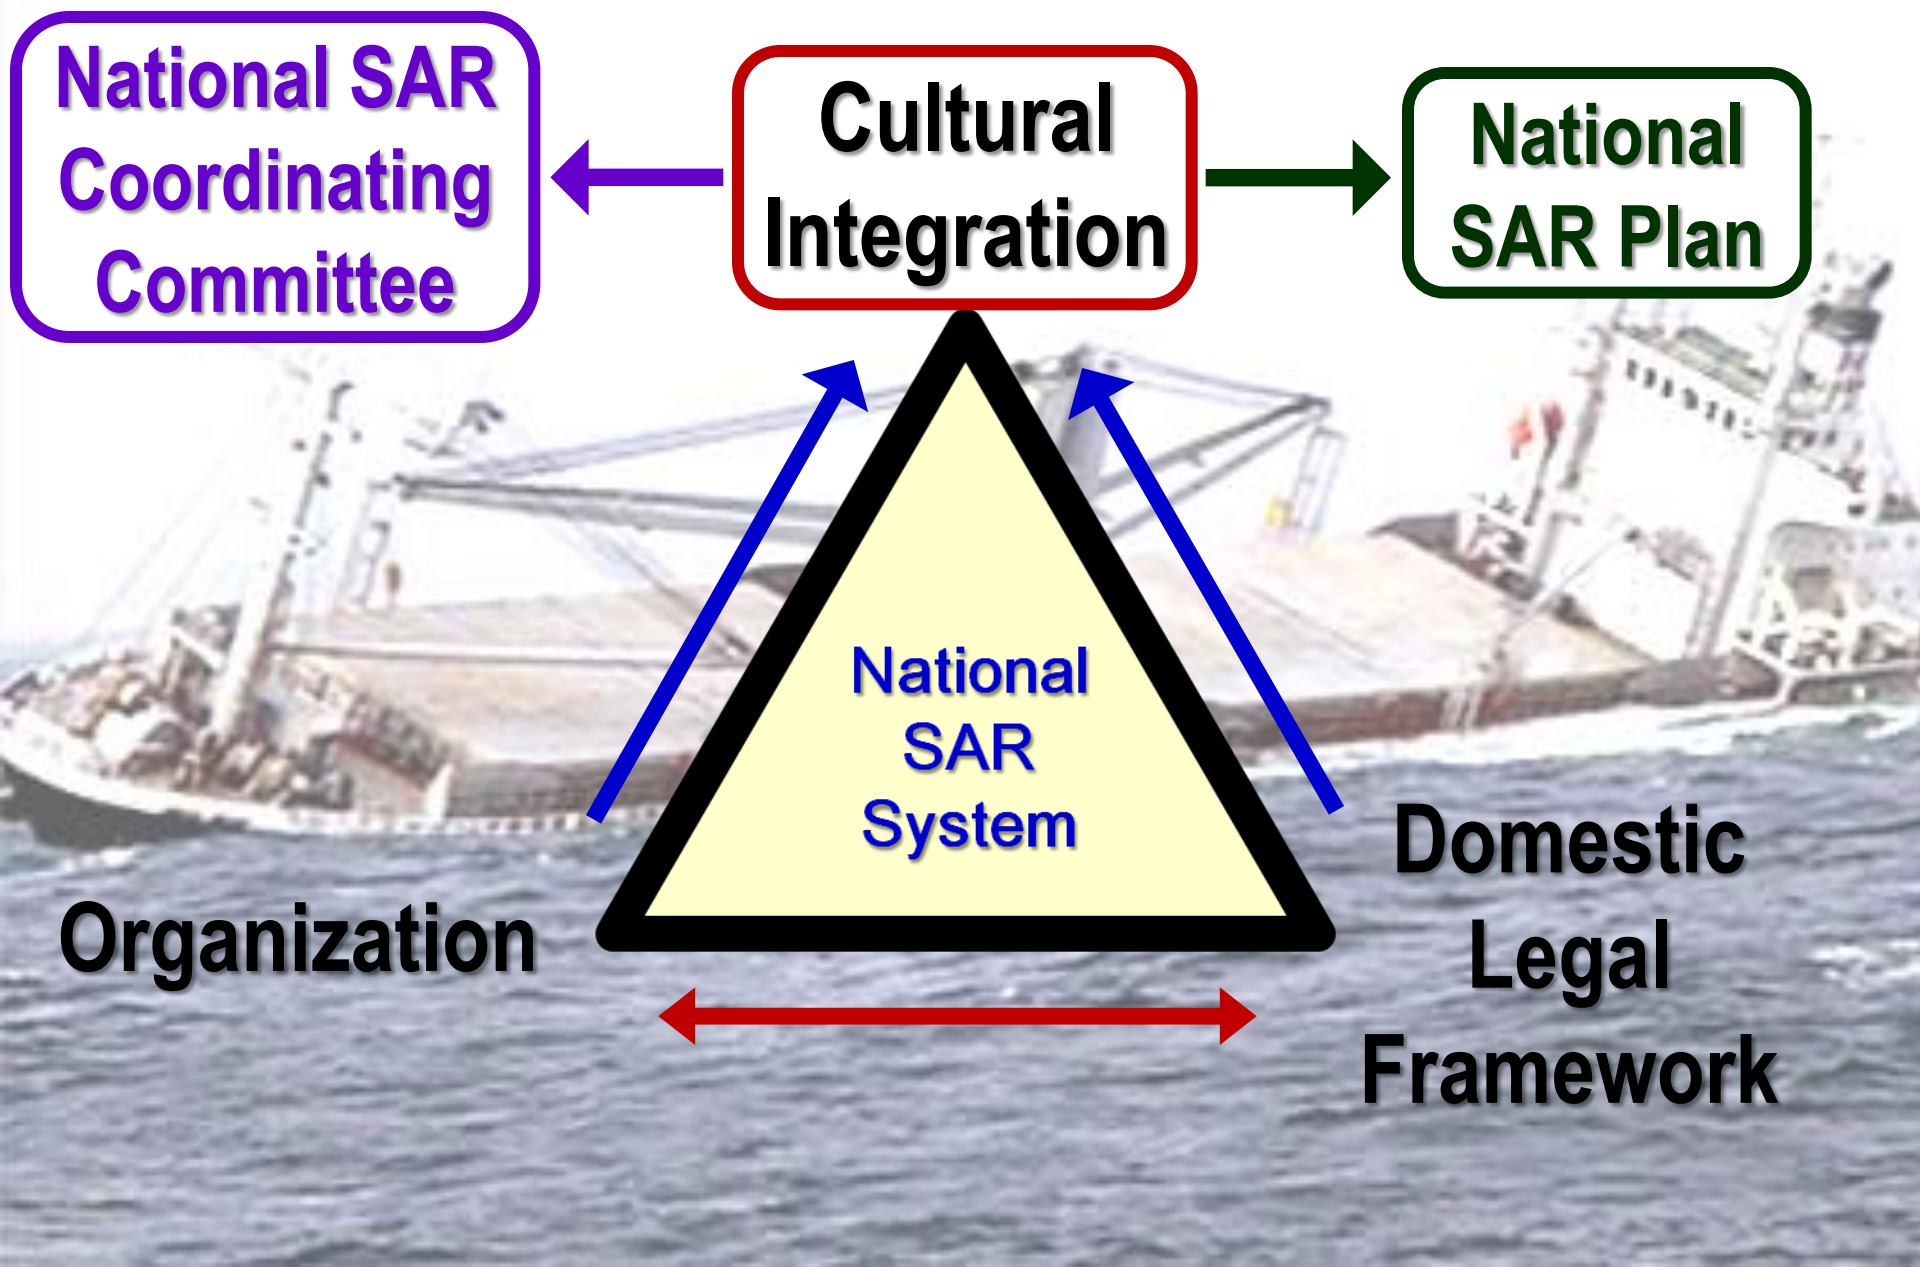 National SAR
Coordinating
Committee
Cultural
Integration
National
SAR Plan
National
SAR
System
Organization
Domestic
Legal
Framework